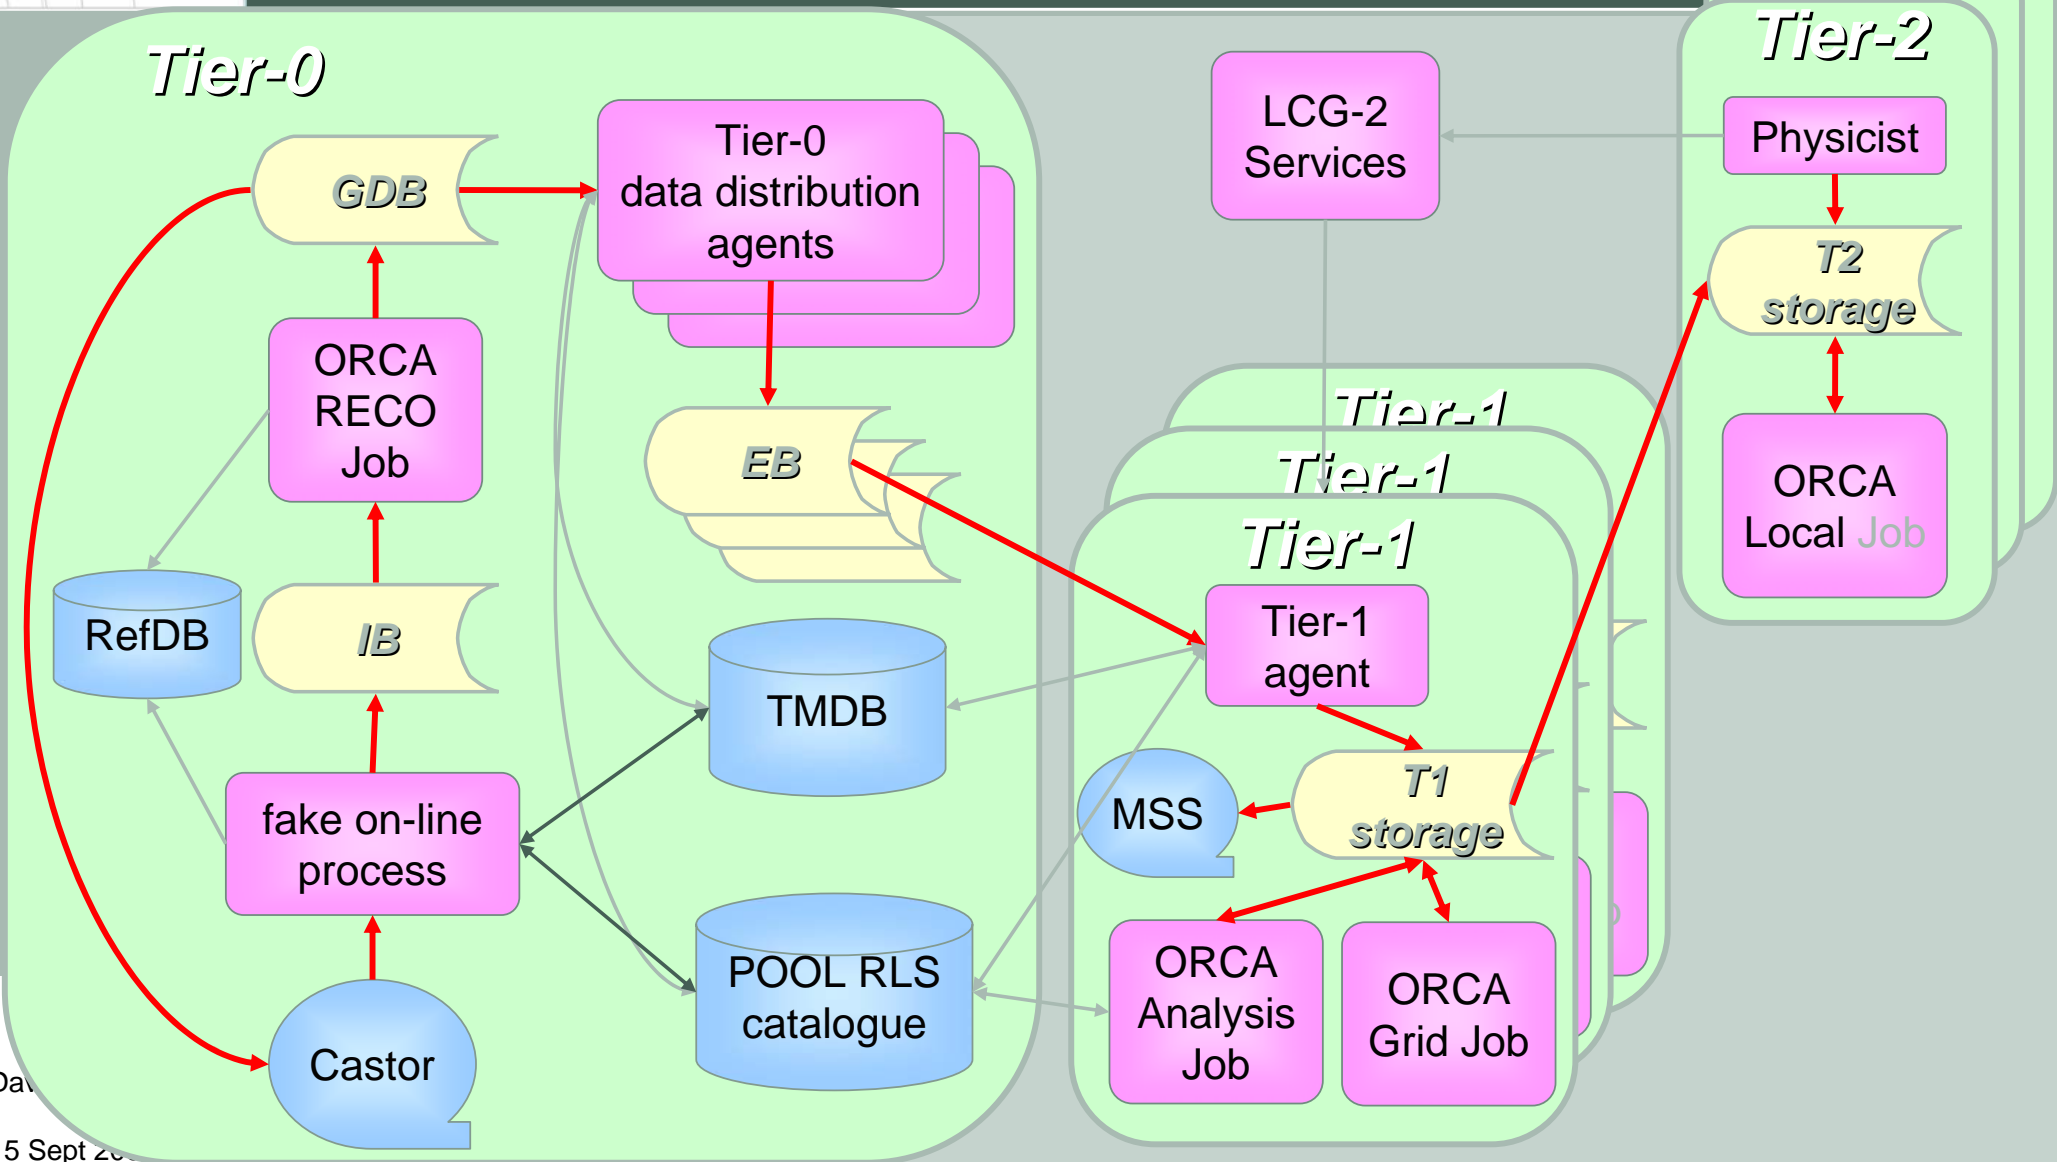 Tier-0
Tier-2
GDB
Tier-0
data distribution
agents
LCG-2
Services
Physicist
T2
storage
ORCA
RECO
Job
EB
Tier-1
Tier-1
Tier-1
ORCA
Local Job
RefDB
IB
TMDB
Tier-1
agent
fake on-line
process
MSS
T1
storage
POOL RLS
catalogue
Castor
ORCA
Analysis
Job
ORCA
Grid Job
5 Sept